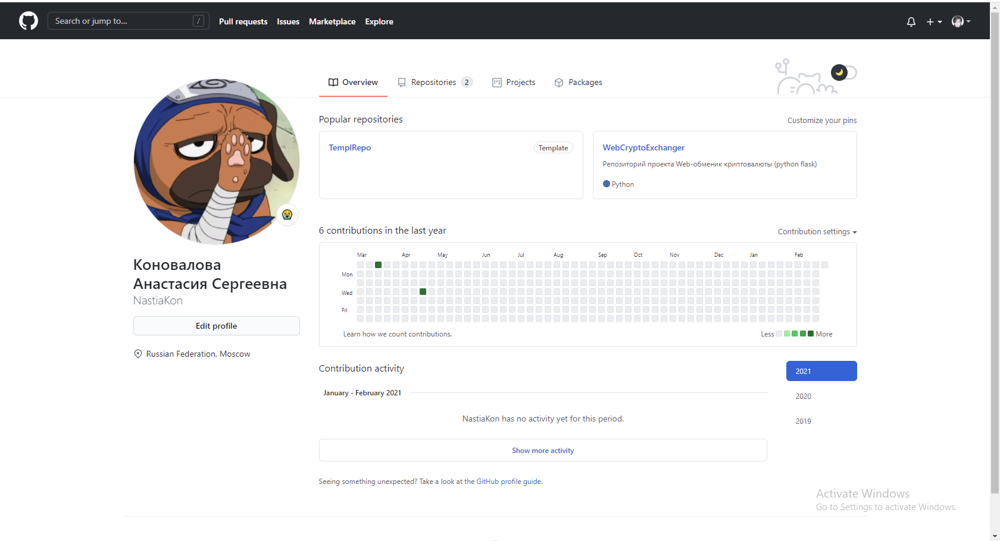 Search or jump to... /
Pull requests Issues Marketplace Explore
Overview Repositories 2 Projects Packages
Коновалова
Анастасия Сергеевна
NastiaKon
Edit profile
Russian Federation, Moscow
Popular repositories
Customize your pins
TemplRepo Template
WebCryptoExchanger
Репозиторий проекта Web-обменик криптовалюты (python flask)
Python
6 contributions in the last year
Contribution settings
Mar Apr May Jun Jul Aug Sep Oct Nov Dec Jan Feb
Mon
Wed
Fri
Learn how we count contributions.
Less More
Contribution activity
2021
2020
2019
January - February 2021
NastiaKon has no activity yet for this period.
Show more activity
Seeing something unexpected? Take a look at the GitHub profile guide.
Activate Windows
Go to Settings to activate Windows.